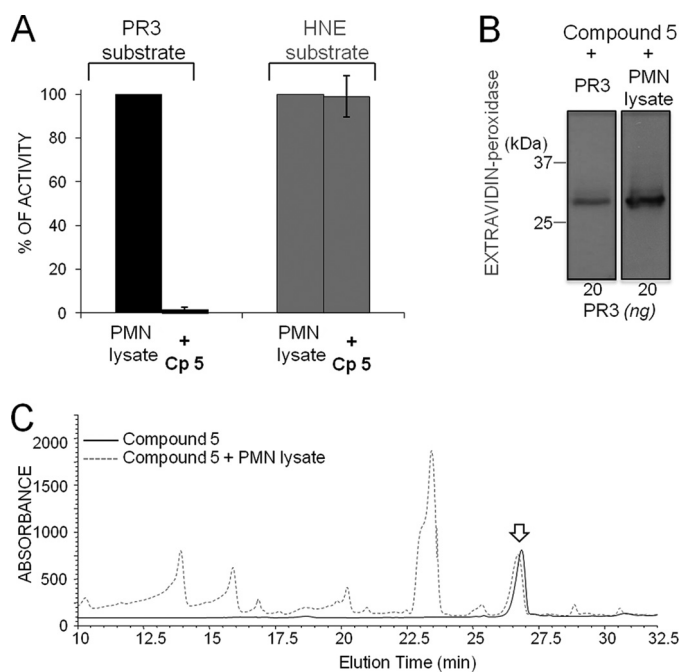 A
PR3
substrate
HNE
substrate
% OF ACTIVITY
100
80
60
40
20
0
PMN
lysate
+
Cp 5
PMN
lysate
+
Cp 5
B
Compound 5
+
+
PR3
PMN
lysate
EXTRAVIDIN-peroxidase
(kDa)
37
25
20
20
PR3 (ng)
C
Compound 5
Compound 5 + PMN lysate
ABSORBANCE
2000
1500
1000
500
0
10
12.5
15
17.5
20
22.5
25
27.5
30
32.5
Elution Time (min)